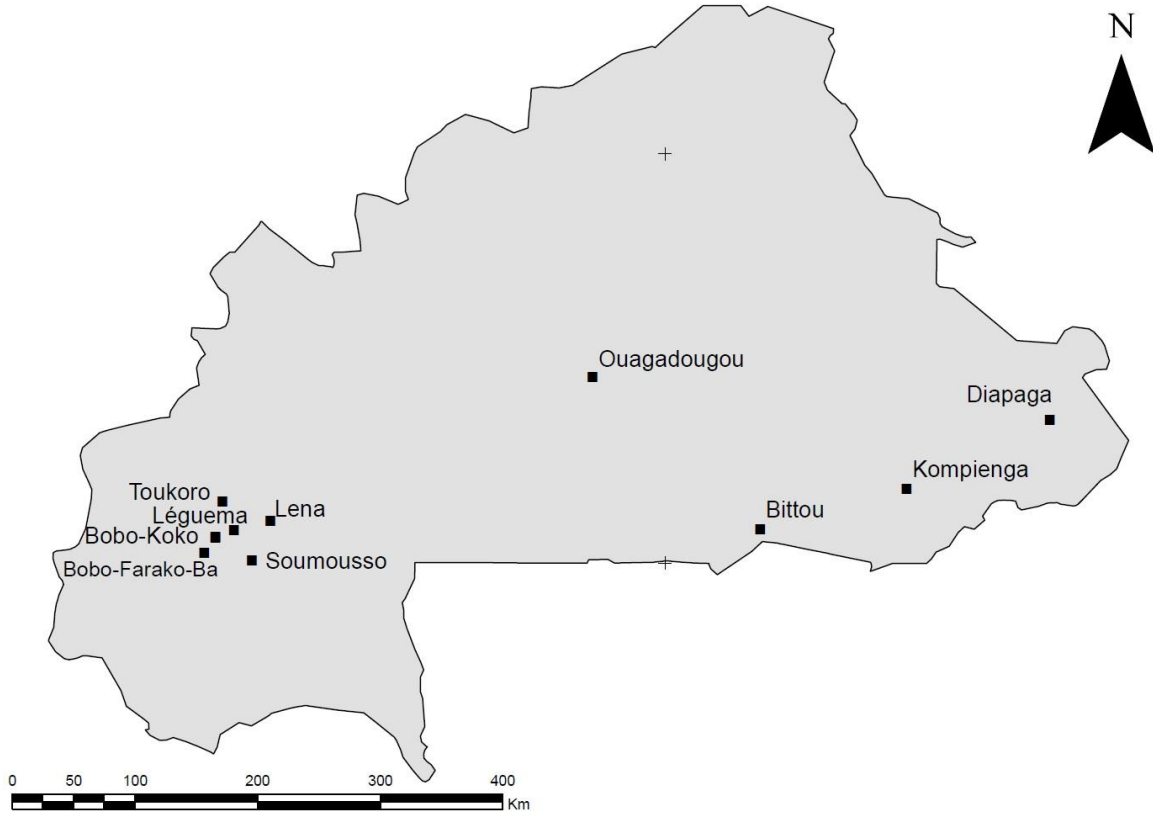 N
Ouagadougou
Diapaga
Kompienga
Toukoro
Lena
Léguema
Bittou
Bobo-Koko
Soumousso
Bobo-Farako-Ba
0 50 100 200 300 400
Km